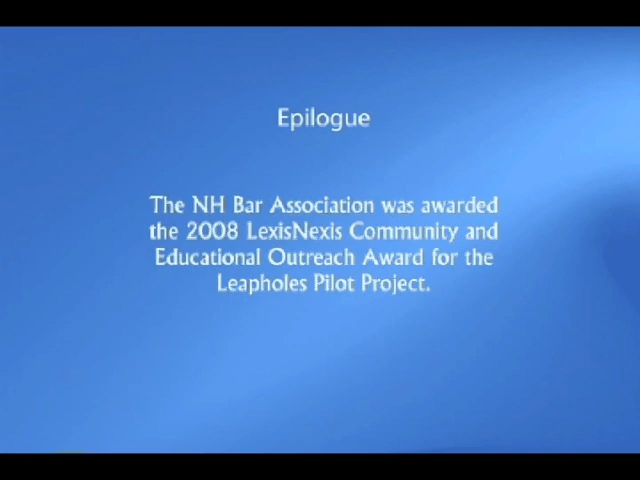 Epilogue
The NH Bar Association was awarded
the 2008 LexisNexis Community and
Educational Outreach Award for the
Leapholes Pilot Project.